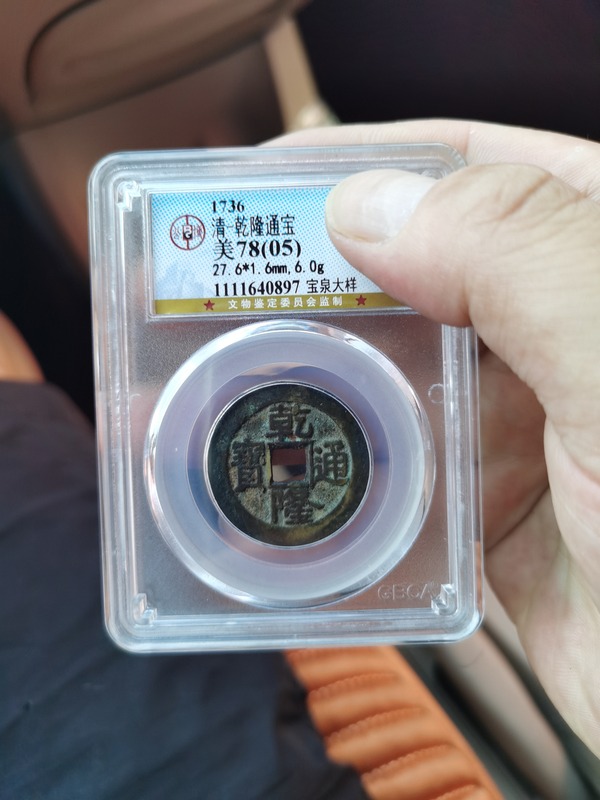 1736
清-乾隆通宝
美78(05)
27.6*1.6mm,6.0g
1111640897 宝泉大样
★ 文物鉴定委员会监制 ★
乾
寶 通
隆
GBCA